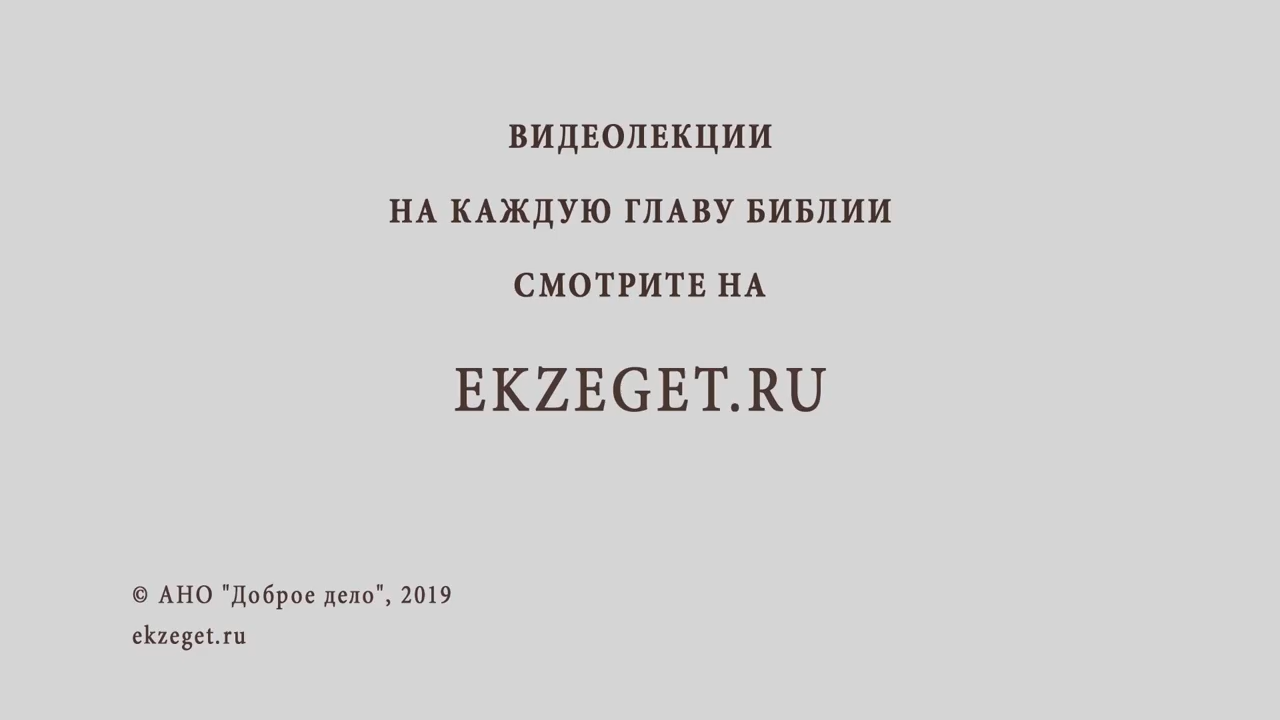 ВИДЕОЛЕКЦИИ
НА КАЖДУЮ ГЛАВУ БИБЛИИ
СМОТРИТЕ НА
EKZEGET.RU
© АНО "Доброе дело", 2019
ekzeget.ru